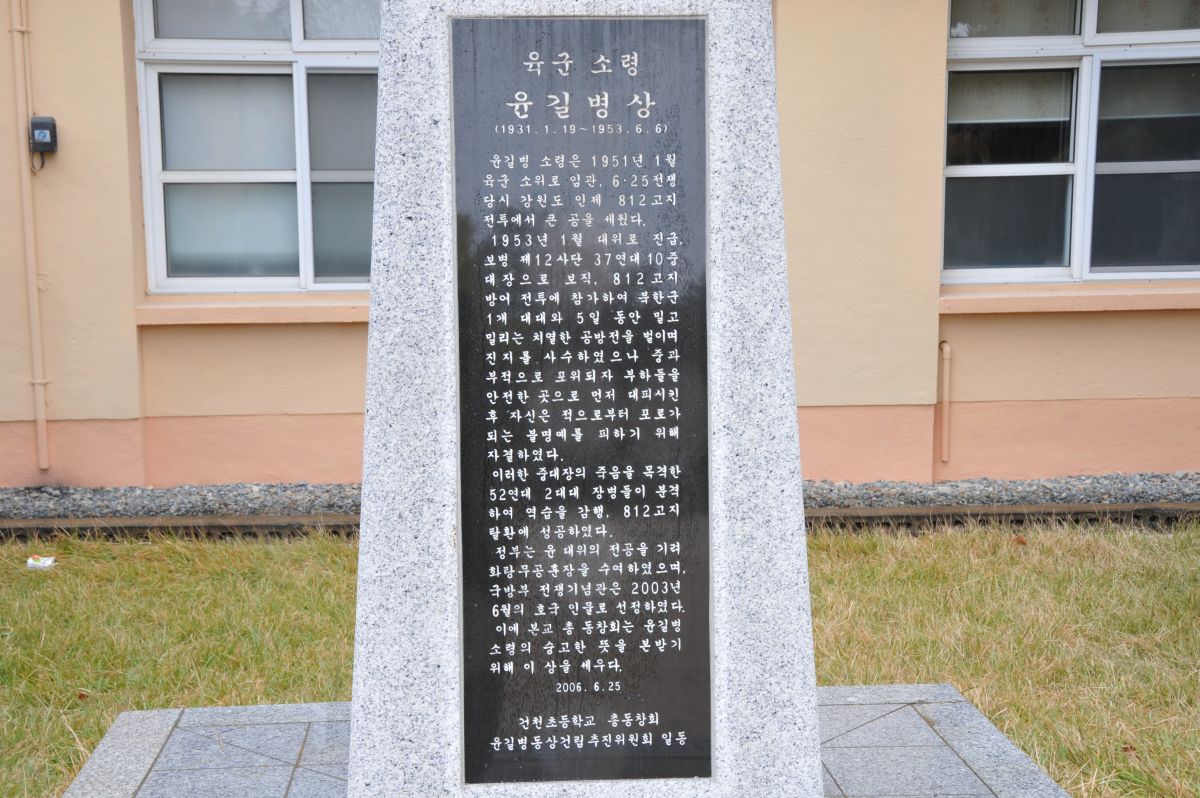 육군 소령
윤길병상
(1931.1.19~1953.6.6)
윤길병 소령은 1951년 1월
육군 소위로 임관, 6·25전쟁
당시 강원도 인제 812고지
전투에서 큰 공을 세웠다.
1953년 1월 대위로 진급,
보병 제12사단 37연대 10중
대장으로 보직, 812고지
방어 전투에 참가하여 북한군
1개 대대와 5일 동안 밀고
밀리는 치열한 공방전을 벌이며
진지를 사수하였으나 중과
부적으로 포위되자 부하들을
안전한 곳으로 먼저 대피시킨
후 자신은 적으로부터 포로가
되는 불명예를 피하기 위해
자결하였다.
이러한 중대장의 죽음을 목격한
52연대 2대대 장병들이 분격
하여 역습을 감행, 812고지
탈환에 성공하였다.
정부는 윤 대위의 전공을 기려
화랑무공훈장을 수여하였으며,
국방부 전쟁기념관은 2003년
6월의 호국 인물로 선정하였다.
이에 본교 총 동창회는 윤길병
소령의 숭고한 뜻을 본받기
위해 이 상을 세우다.
2006. 6. 25
건천초등학교 총동창회
윤길병동상건립추진위원회 일동